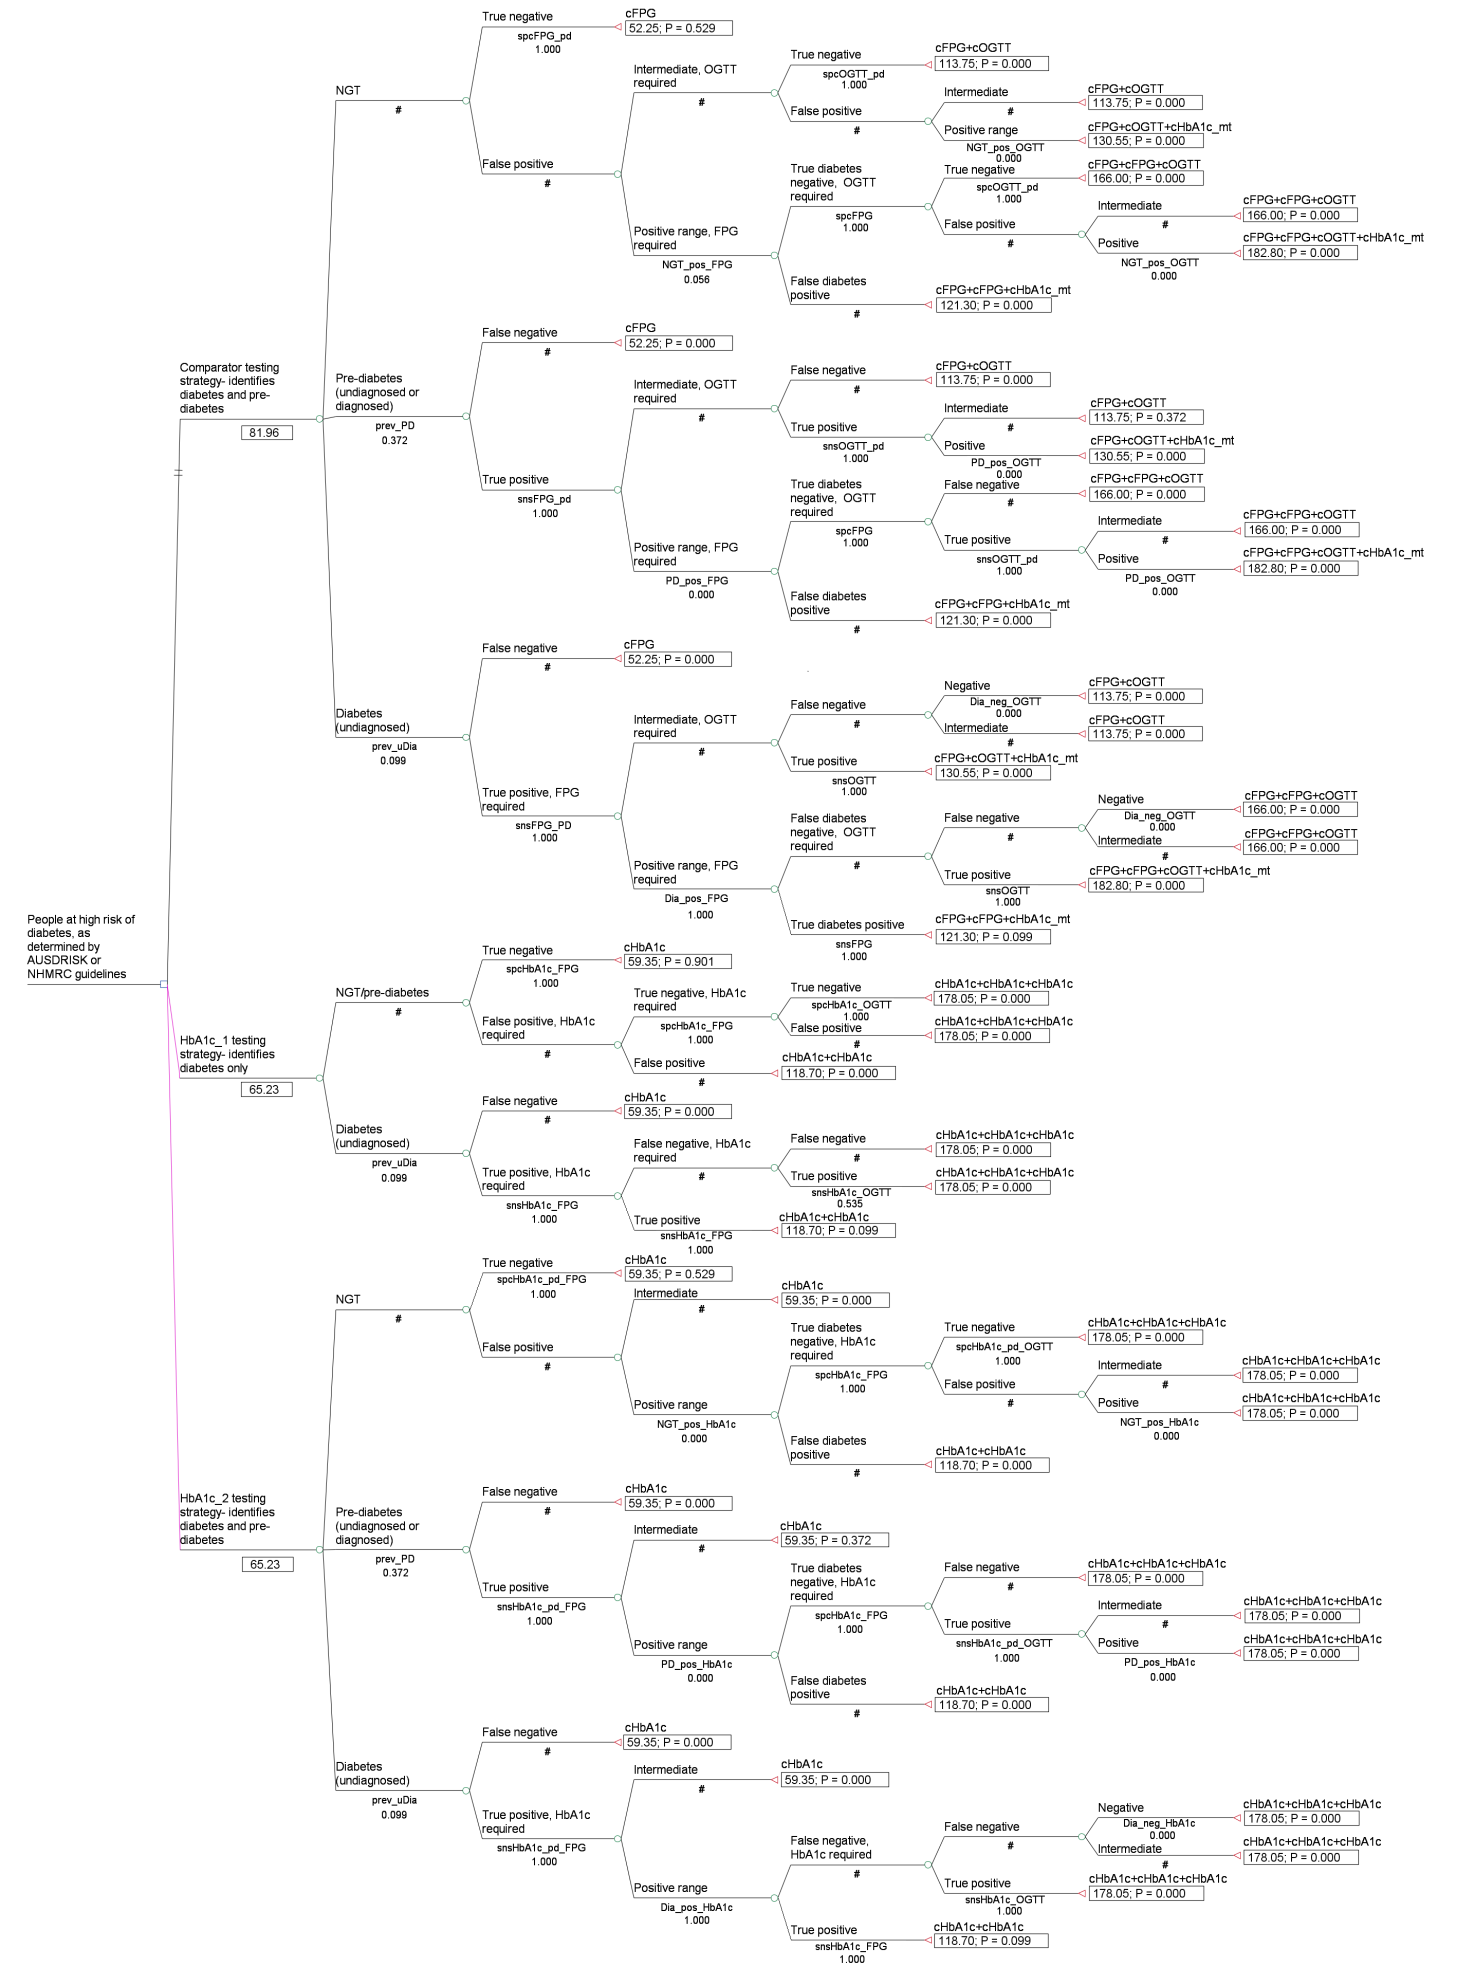 People at high risk of
diabetes, as
determined by
AUSDRISK or
NHMRC guidelines
Comparator testing
strategy- identifies
diabetes and pre-
diabetes
81.96
NGT
#
True negative
spcFPG_pd
1.000
cFPG
52.25; P = 0.529
False positive
#
Intermediate, OGTT
required
#
True negative
spcOGTT_pd
1.000
cFPG+cOGTT
113.75; P = 0.000
False positive
#
Intermediate
#
cFPG+cOGTT
113.75; P = 0.000
Positive range
NGT_pos_OGTT
0.000
cFPG+cOGTT+cHbA1c_mt
130.55; P = 0.000
Positive range, FPG
required
NGT_pos_FPG
0.056
True diabetes
negative, OGTT
required
spcFPG
1.000
True negative
spcOGTT_pd
1.000
cFPG+cFPG+cOGTT
166.00; P = 0.000
False positive
#
Intermediate
#
cFPG+cFPG+cOGTT
166.00; P = 0.000
Positive
NGT_pos_OGTT
0.000
cFPG+cFPG+cOGTT+cHbA1c_mt
182.80; P = 0.000
False diabetes
positive
#
cFPG+cFPG+cHbA1c_mt
121.30; P = 0.000
Pre-diabetes
(undiagnosed or
diagnosed)
prev_PD
0.372
False negative
#
cFPG
52.25; P = 0.000
True positive
snsFPG_pd
1.000
Intermediate, OGTT
required
#
False negative
#
cFPG+cOGTT
113.75; P = 0.000
True positive
snsOGTT_pd
1.000
Intermediate
#
cFPG+cOGTT
113.75; P = 0.372
Positive
PD_pos_OGTT
0.000
cFPG+cOGTT+cHbA1c_mt
130.55; P = 0.000
Positive range, FPG
required
PD_pos_FPG
0.000
True diabetes
negative, OGTT
required
spcFPG
1.000
False negative
#
cFPG+cFPG+cOGTT
166.00; P = 0.000
True positive
snsOGTT_pd
1.000
Intermediate
#
cFPG+cFPG+cOGTT
166.00; P = 0.000
Positive
PD_pos_OGTT
0.000
cFPG+cFPG+cOGTT+cHbA1c_mt
182.80; P = 0.000
False diabetes
positive
#
cFPG+cFPG+cHbA1c_mt
121.30; P = 0.000
Diabetes
(undiagnosed)
prev_uDia
0.099
False negative
#
cFPG
52.25; P = 0.000
True positive, FPG
required
snsFPG_PD
1.000
Intermediate, OGTT
required
#
False negative
#
Negative
Dia_neg_OGTT
0.000
cFPG+cOGTT
113.75; P = 0.000
Intermediate
#
cFPG+cOGTT
113.75; P = 0.000
True positive
snsOGTT
1.000
cFPG+cOGTT+cHbA1c_mt
130.55; P = 0.000
Positive range, FPG
required
Dia_pos_FPG
1.000
False diabetes
negative, OGTT
required
#
False negative
#
Negative
Dia_neg_OGTT
0.000
cFPG+cFPG+cOGTT
166.00; P = 0.000
Intermediate
#
cFPG+cFPG+cOGTT
166.00; P = 0.000
True positive
snsOGTT
1.000
cFPG+cFPG+cOGTT+cHbA1c_mt
182.80; P = 0.000
True diabetes positive
snsFPG
1.000
cFPG+cFPG+cHbA1c_mt
121.30; P = 0.099
HbA1c_1 testing
strategy- identifies
diabetes only
65.23
NGT/pre-diabetes
#
True negative
spcHbA1c_FPG
1.000
cHbA1c
59.35; P = 0.901
False positive, HbA1c
required
#
True negative, HbA1c
required
spcHbA1c_FPG
1.000
True negative
spcHbA1c_OGTT
1.000
cHbA1c+cHbA1c+cHbA1c
178.05; P = 0.000
False positive
#
cHbA1c+cHbA1c+cHbA1c
178.05; P = 0.000
False positive
#
cHbA1c+cHbA1c
118.70; P = 0.000
Diabetes
(undiagnosed)
prev_uDia
0.099
False negative
#
cHbA1c
59.35; P = 0.000
True positive, HbA1c
required
snsHbA1c_FPG
1.000
False negative, HbA1c
required
#
False negative
#
cHbA1c+cHbA1c+cHbA1c
178.05; P = 0.000
True positive
snsHbA1c_OGTT
0.535
cHbA1c+cHbA1c+cHbA1c
178.05; P = 0.000
True positive
snsHbA1c_FPG
1.000
cHbA1c+cHbA1c
118.70; P = 0.099
HbA1c_2 testing
strategy- identifies
diabetes and pre-
diabetes
65.23
NGT
#
True negative
spcHbA1c_pd_FPG
1.000
cHbA1c
59.35; P = 0.529
False positive
#
Intermediate
#
cHbA1c
59.35; P = 0.000
Positive range
NGT_pos_HbA1c
0.000
True diabetes
negative, HbA1c
required
spcHbA1c_FPG
1.000
True negative
spcHbA1c_pd_OGTT
1.000
cHbA1c+cHbA1c+cHbA1c
178.05; P = 0.000
False positive
#
Intermediate
#
cHbA1c+cHbA1c+cHbA1c
178.05; P = 0.000
Positive
NGT_pos_HbA1c
0.000
cHbA1c+cHbA1c+cHbA1c
178.05; P = 0.000
False diabetes
positive
#
cHbA1c+cHbA1c
118.70; P = 0.000
Pre-diabetes
(undiagnosed or
diagnosed)
prev_PD
0.372
False negative
#
cHbA1c
59.35; P = 0.000
True positive
snsHbA1c_pd_FPG
1.000
Intermediate
#
cHbA1c
59.35; P = 0.372
Positive range
PD_pos_HbA1c
0.000
True diabetes
negative, HbA1c
required
spcHbA1c_FPG
1.000
False negative
#
cHbA1c+cHbA1c+cHbA1c
178.05; P = 0.000
True positive
snsHbA1c_pd_OGTT
1.000
Intermediate
#
cHbA1c+cHbA1c+cHbA1c
178.05; P = 0.000
Positive
PD_pos_HbA1c
0.000
cHbA1c+cHbA1c+cHbA1c
178.05; P = 0.000
False diabetes
positive
#
cHbA1c+cHbA1c
118.70; P = 0.000
Diabetes
(undiagnosed)
prev_uDia
0.099
False negative
#
cHbA1c
59.35; P = 0.000
True positive, HbA1c
required
snsHbA1c_pd_FPG
1.000
Intermediate
#
cHbA1c
59.35; P = 0.000
Positive range
Dia_pos_HbA1c
1.000
False negative,
HbA1c required
#
False negative
#
Negative
Dia_neg_HbA1c
0.000
cHbA1c+cHbA1c+cHbA1c
178.05; P = 0.000
Intermediate
#
cHbA1c+cHbA1c+cHbA1c
178.05; P = 0.000
True positive
snsHbA1c_OGTT
1.000
cHbA1c+cHbA1c+cHbA1c
178.05; P = 0.000
True positive
snsHbA1c_FPG
1.000
cHbA1c+cHbA1c
118.70; P = 0.099